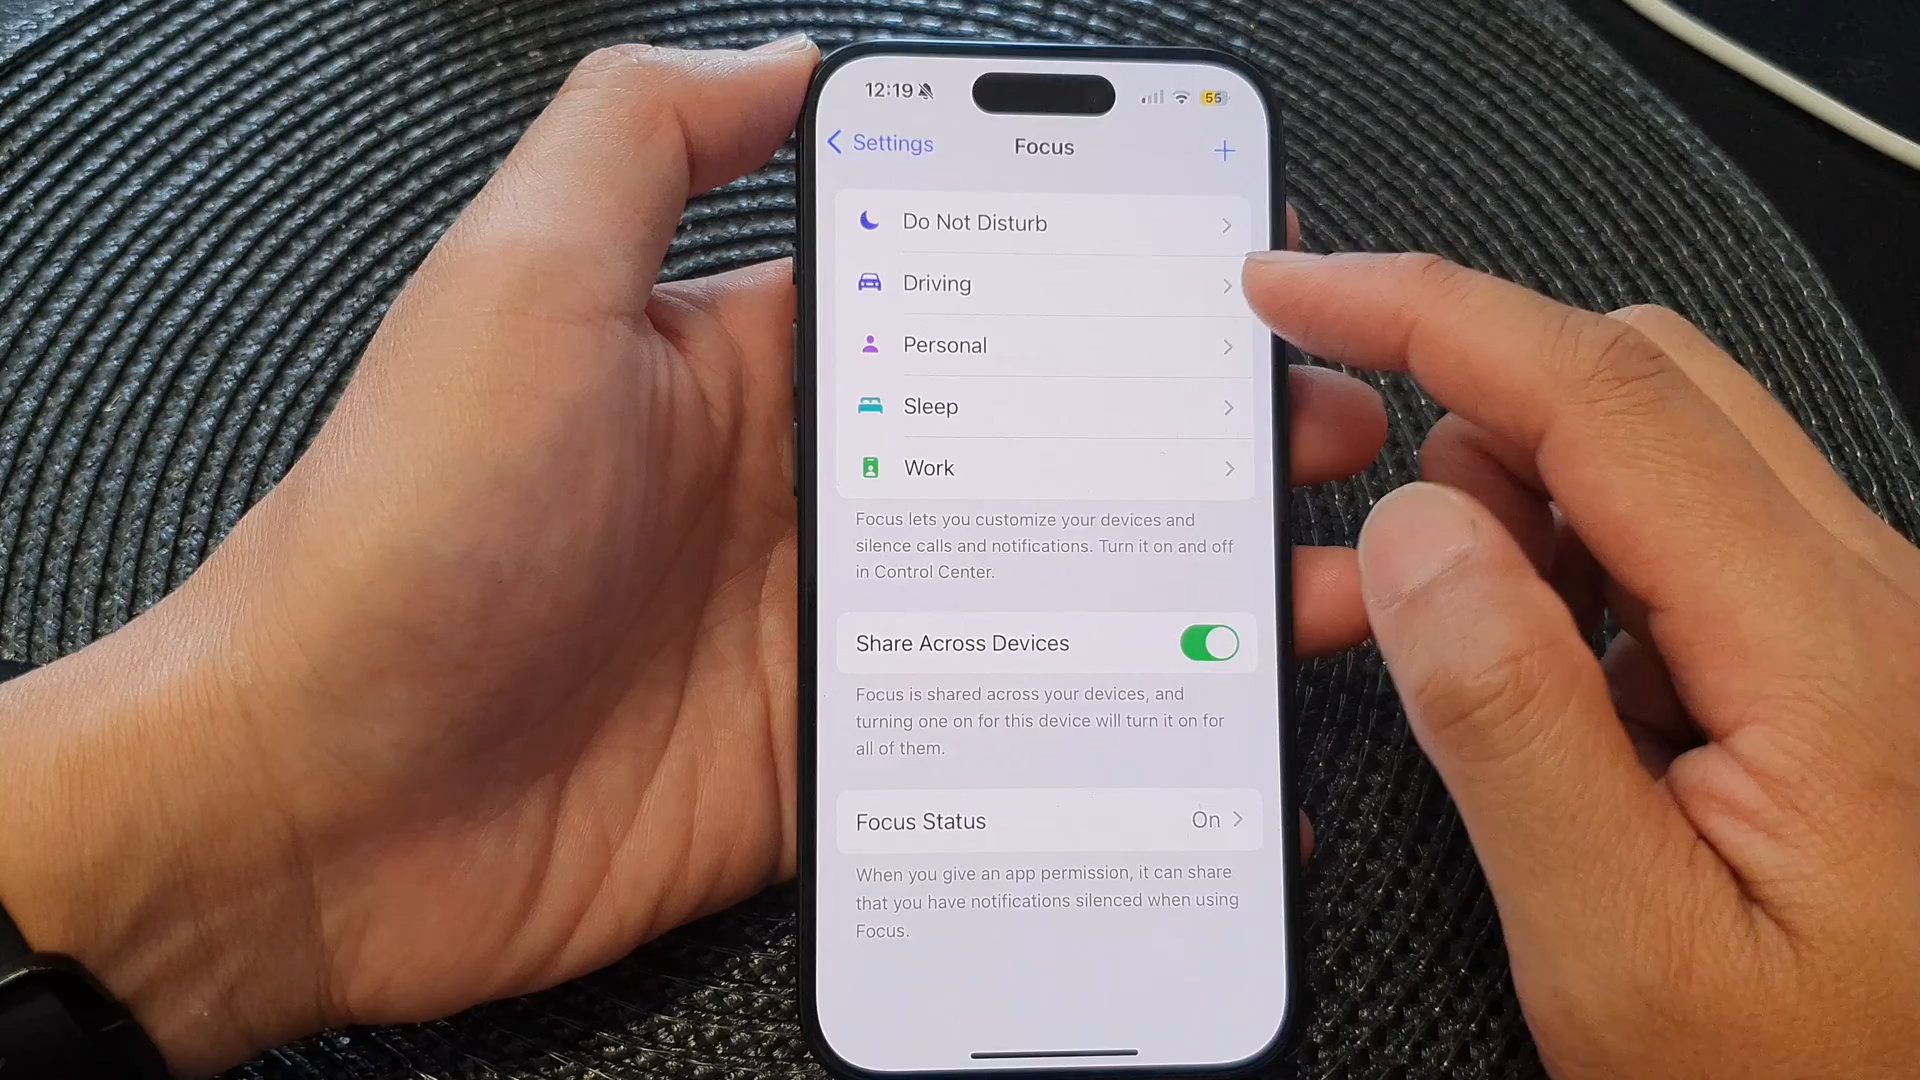 12:19
55
Settings
Focus
Do Not Disturb
Driving
Personal
Sleep
Work
Focus lets you customize your devices and
silence calls and notifications. Turn it on and off
in Control Center.
Share Across Devices
Focus is shared across your devices, and
turning one on for this device will turn it on for
all of them.
Focus Status On
When you give an app permission, it can share
that you have notifications silenced when using
Focus.